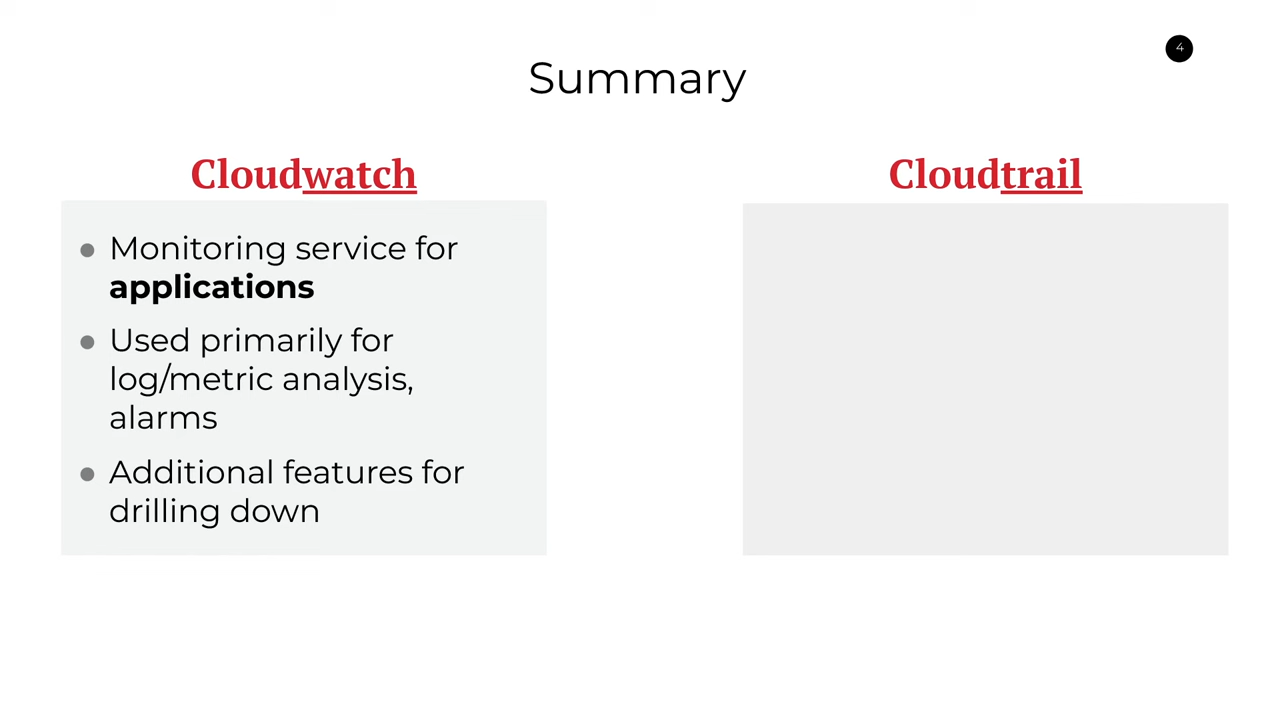 4
Summary
Cloudwatch
● Monitoring service for
applications
● Used primarily for
log/metric analysis,
alarms
● Additional features for
drilling down
Cloudtrail